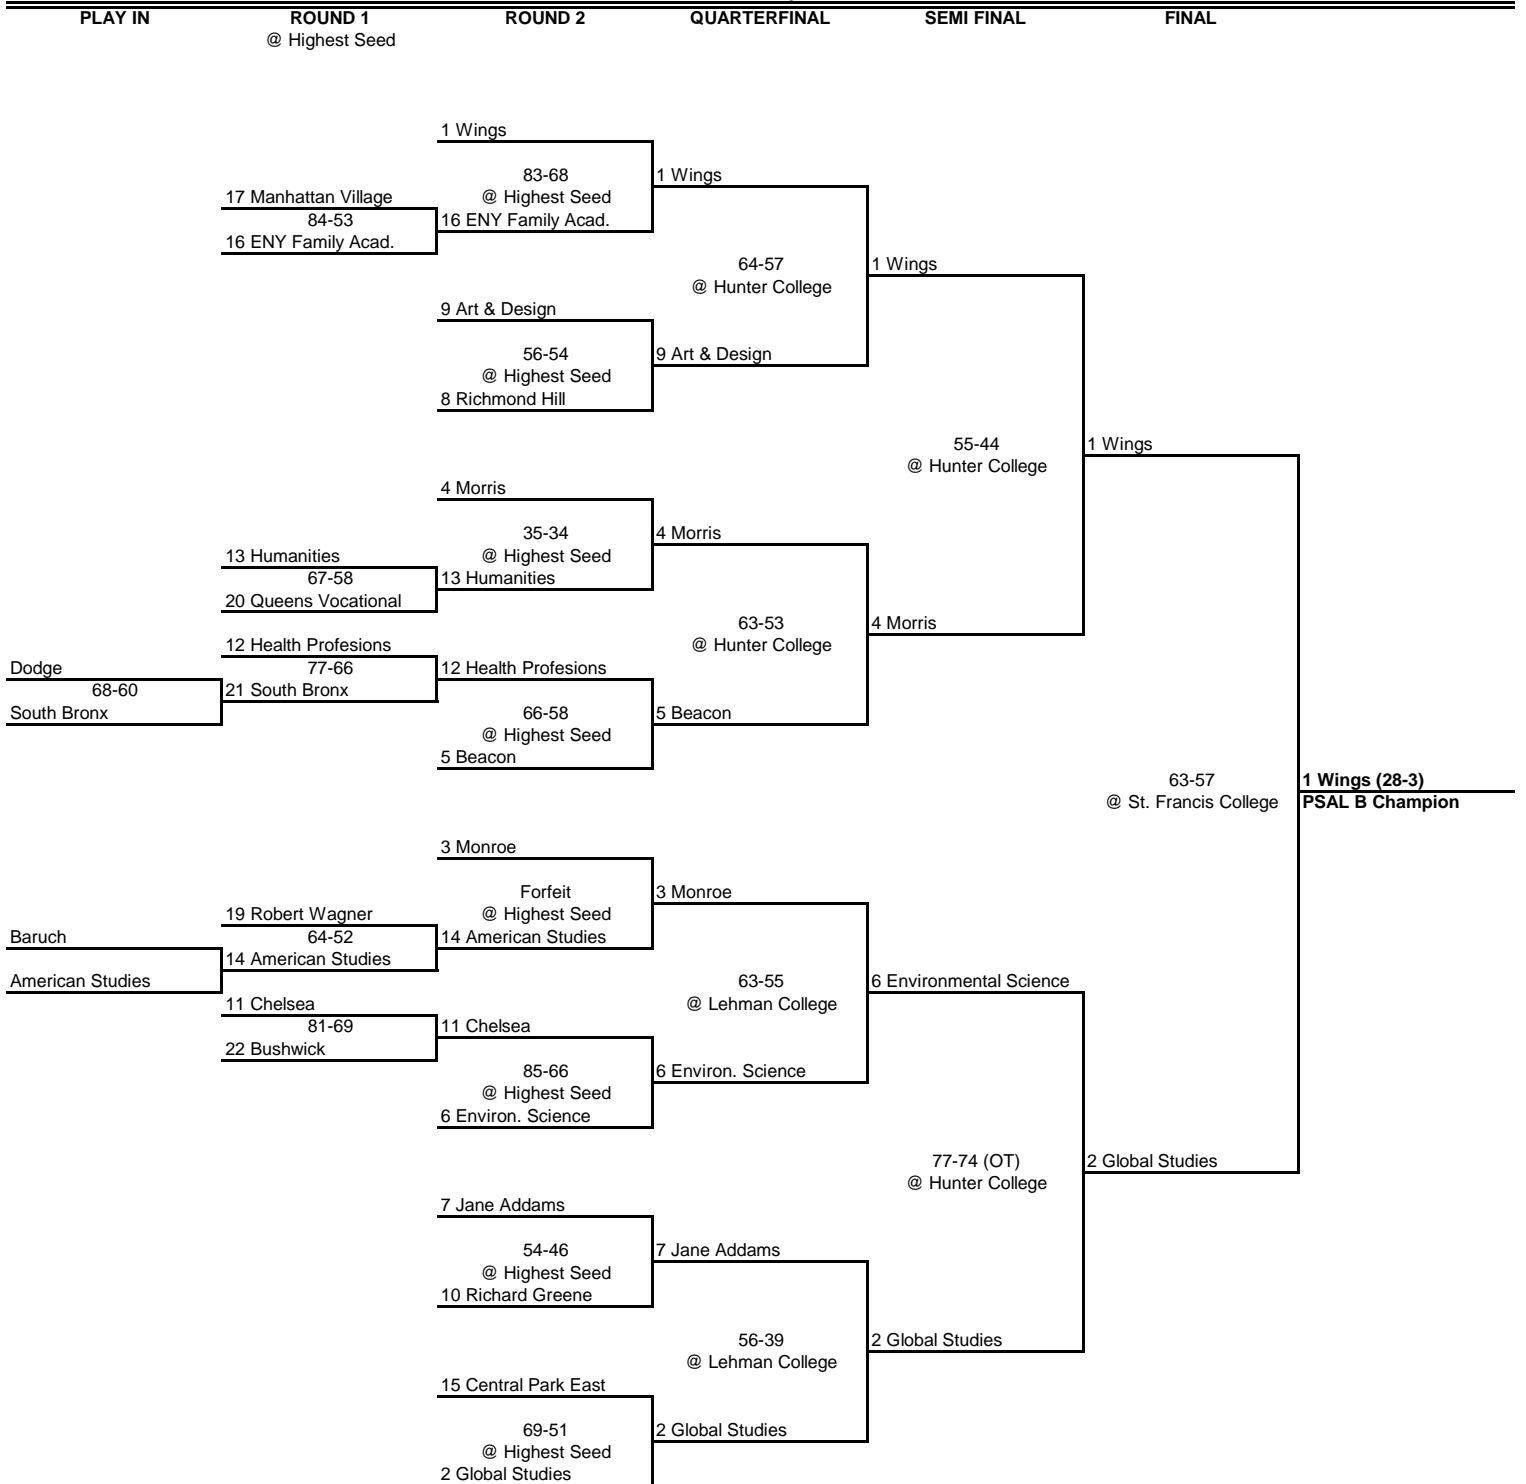 PLAY IN ROUND 1 ROUND 2 QUARTERFINAL SEMI FINAL FINAL
@ Highest Seed
1 Wings
83-68 1 Wings
17 Manhattan Village @ Highest Seed
84-53 16 ENY Family Acad.
16 ENY Family Acad.
64-57 1 Wings
@ Hunter College
9 Art & Design
56-54 9 Art & Design
@ Highest Seed
8 Richmond Hill
55-44 1 Wings
@ Hunter College
4 Morris
35-34 4 Morris
13 Humanities @ Highest Seed
67-58 13 Humanities
20 Queens Vocational
63-53 4 Morris
12 Health Profesions @ Hunter College
Dodge 77-66 12 Health Profesions
68-60 21 South Bronx
South Bronx 66-58 5 Beacon
@ Highest Seed
5 Beacon
63-57 1 Wings (28-3)
@ St. Francis College PSAL B Champion
3 Monroe
Forfeit 3 Monroe
19 Robert Wagner @ Highest Seed
Baruch 64-52 14 American Studies
14 American Studies
American Studies 63-55 6 Environmental Science
11 Chelsea @ Lehman College
81-69 11 Chelsea
22 Bushwick
85-66 6 Environ. Science
@ Highest Seed
6 Environ. Science
77-74 (OT) 2 Global Studies
@ Hunter College
7 Jane Addams
54-46 7 Jane Addams
@ Highest Seed
10 Richard Greene
56-39 2 Global Studies
@ Lehman College
15 Central Park East
69-51 2 Global Studies
@ Highest Seed
2 Global Studies